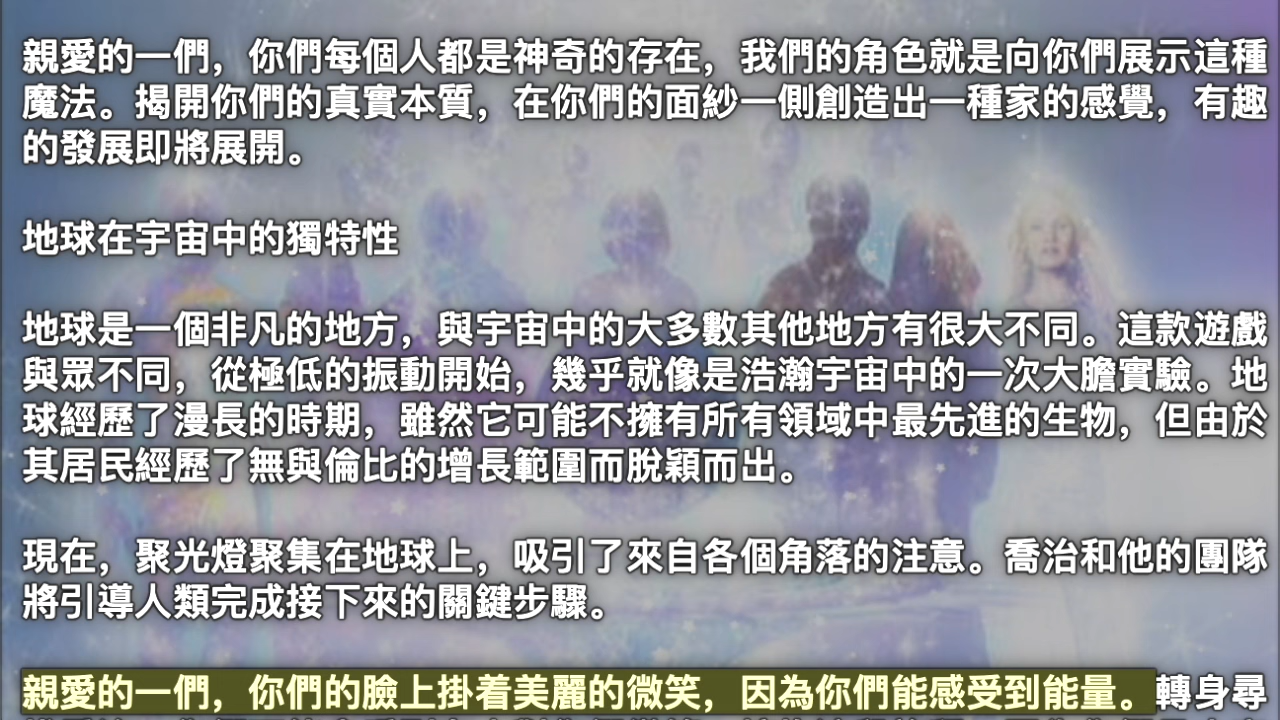 親愛的一們，你們每個人都是神奇的存在，我們的角色就是向你們展示這種
魔法。揭開你們的真實本質，在你們的面紗一側創造出一種家的感覺，有趣
的發展即將展開。
地球在宇宙中的獨特性
地球是一個非凡的地方，與宇宙中的大多數其他地方有很大不同。這款遊戲
與眾不同，從極低的振動開始，幾乎就像是浩瀚宇宙中的一次大膽實驗。地
球經歷了漫長的時期，雖然它可能不擁有所有領域中最先進的生物，但由於
其居民經歷了無與倫比的增長範圍而脫穎而出。
現在，聚光燈聚集在地球上，吸引了來自各個角落的注意。喬治和他的團隊
將引導人類完成接下來的關鍵步驟。
親愛的一們，你們的臉上掛着美麗的微笑，因為你們能感受到能量。轉身尋